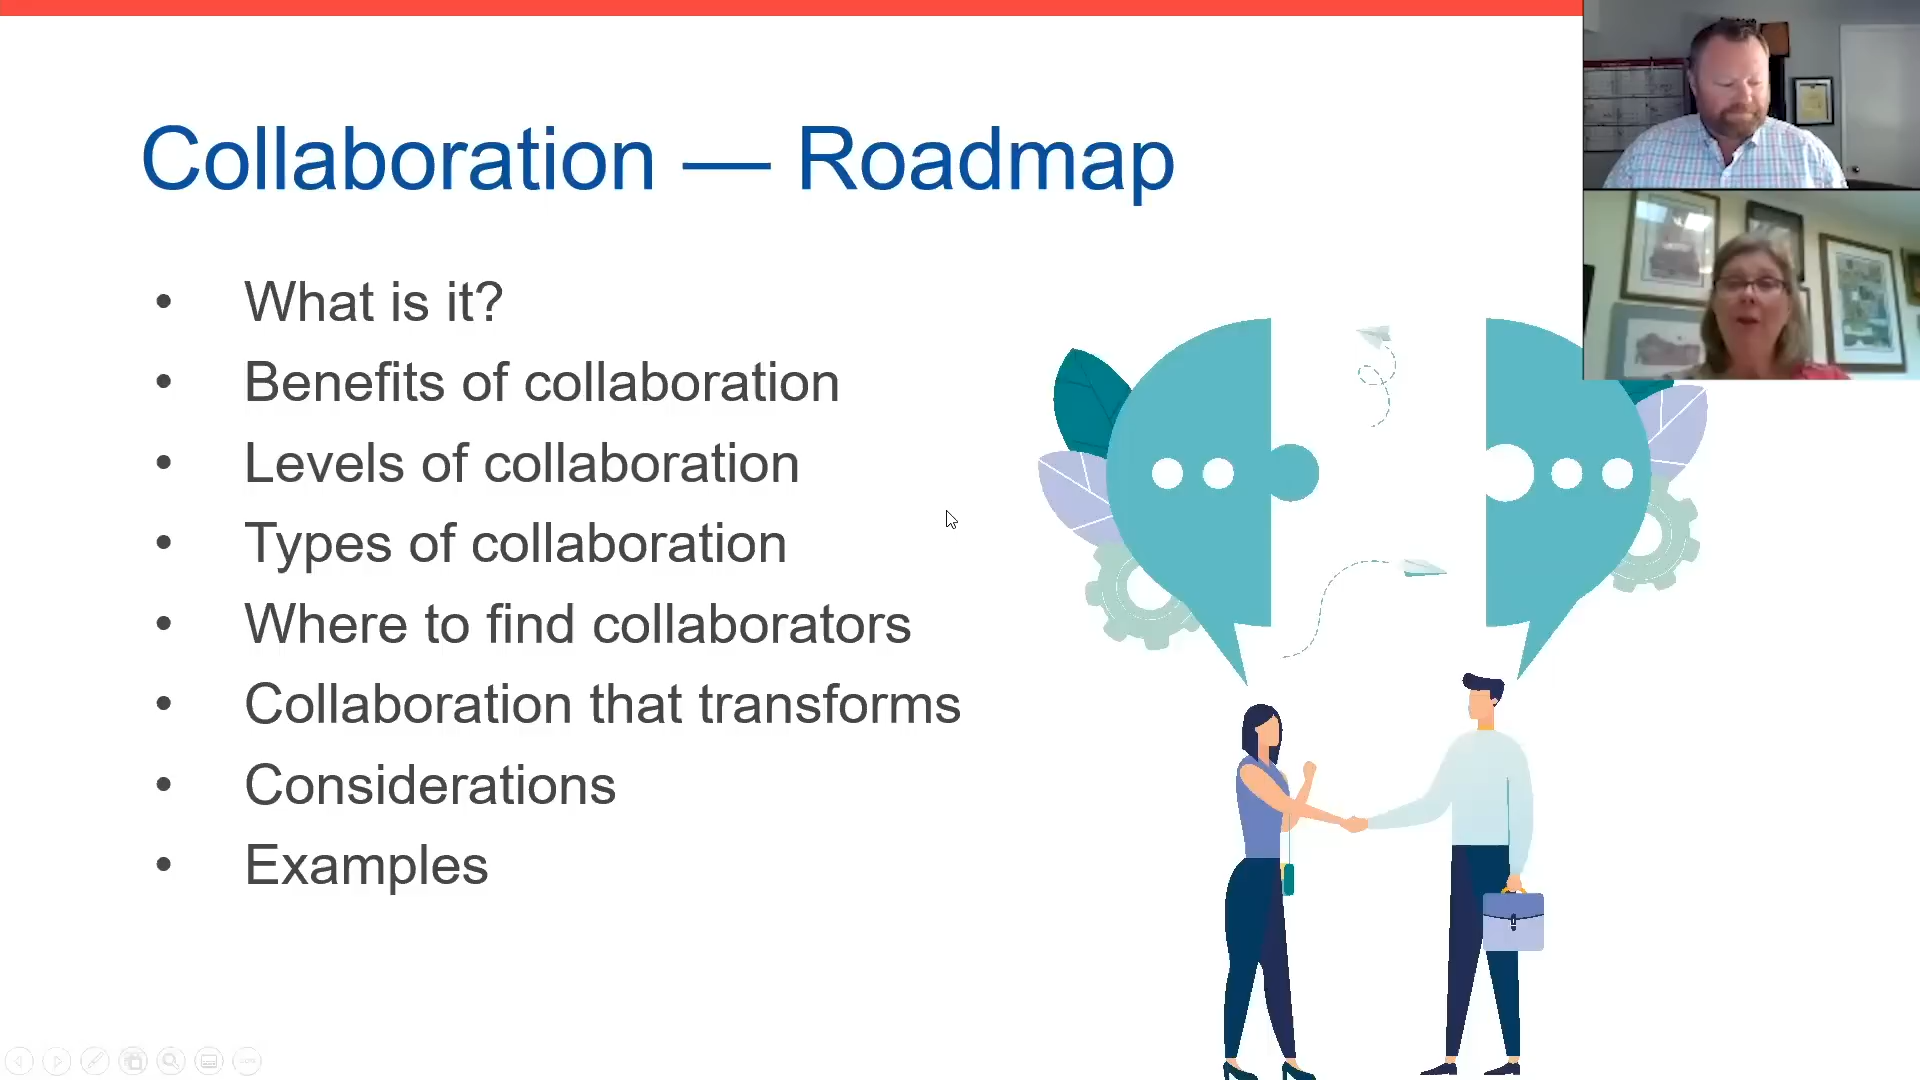 Collaboration — Roadmap
• What is it?
• Benefits of collaboration
• Levels of collaboration
• Types of collaboration
• Where to find collaborators
• Collaboration that transforms
• Considerations
• Examples